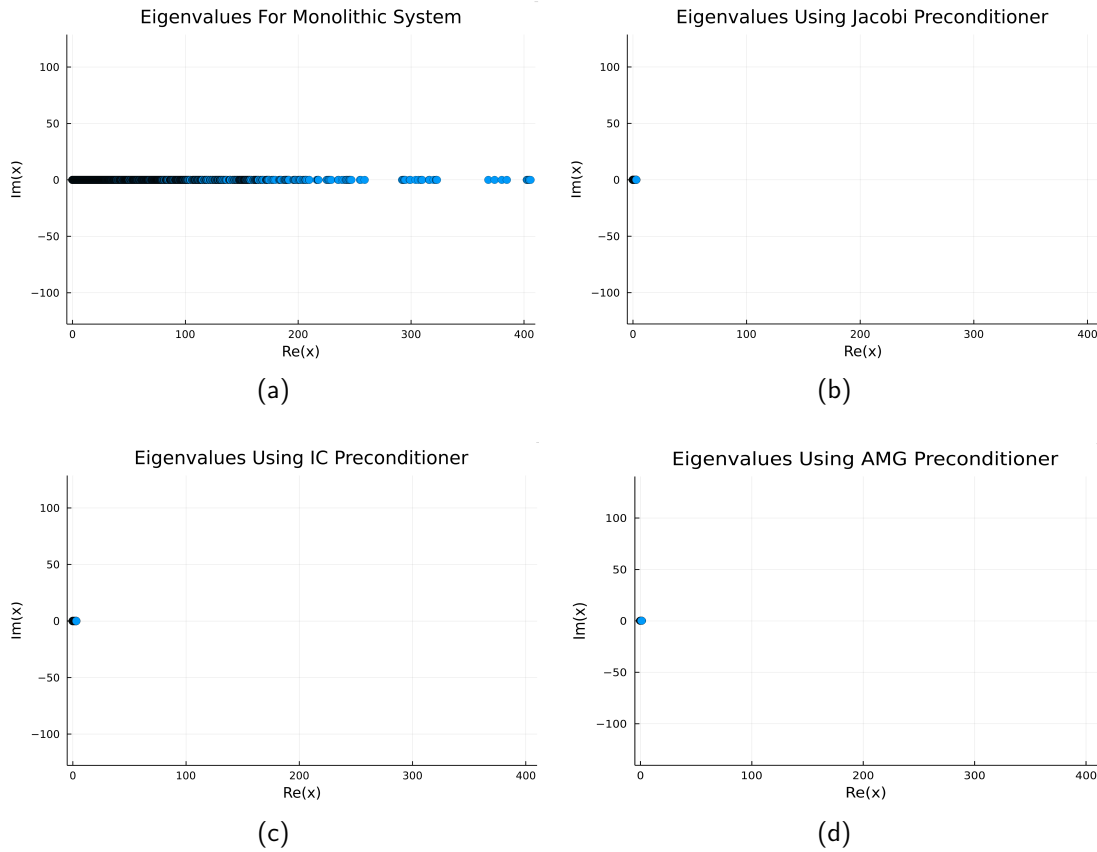 Eigenvalues For Monolithic System
100
50
0
−50
−100
Im(x)
0 100 200 300 400
Re(x)
(a)
Eigenvalues Using Jacobi Preconditioner
100
50
0
−50
−100
Im(x)
0 100 200 300 400
Re(x)
(b)
Eigenvalues Using IC Preconditioner
100
50
0
−50
−100
Im(x)
0 100 200 300 400
Re(x)
(c)
Eigenvalues Using AMG Preconditioner
100
50
0
−50
−100
Im(x)
0 100 200 300 400
Re(x)
(d)